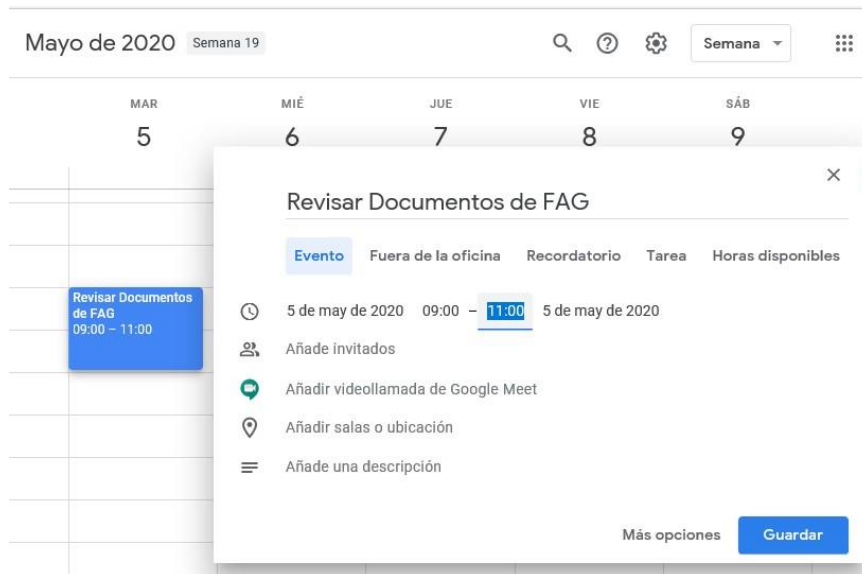 Mayo de 2020 Semana 19 Semana
MAR MIÉ JUE VIE SÁB
5 6 7 8 9
Revisar Documentos de FAG
Evento Fuera de la oficina Recordatorio Tarea Horas disponibles
Revisar Documentos
de FAG
09:00 – 11:00
5 de may de 2020 09:00 – 11:00 5 de may de 2020
Añade invitados
Añadir videollamada de Google Meet
Añadir salas o ubicación
Añade una descripción
Más opciones Guardar